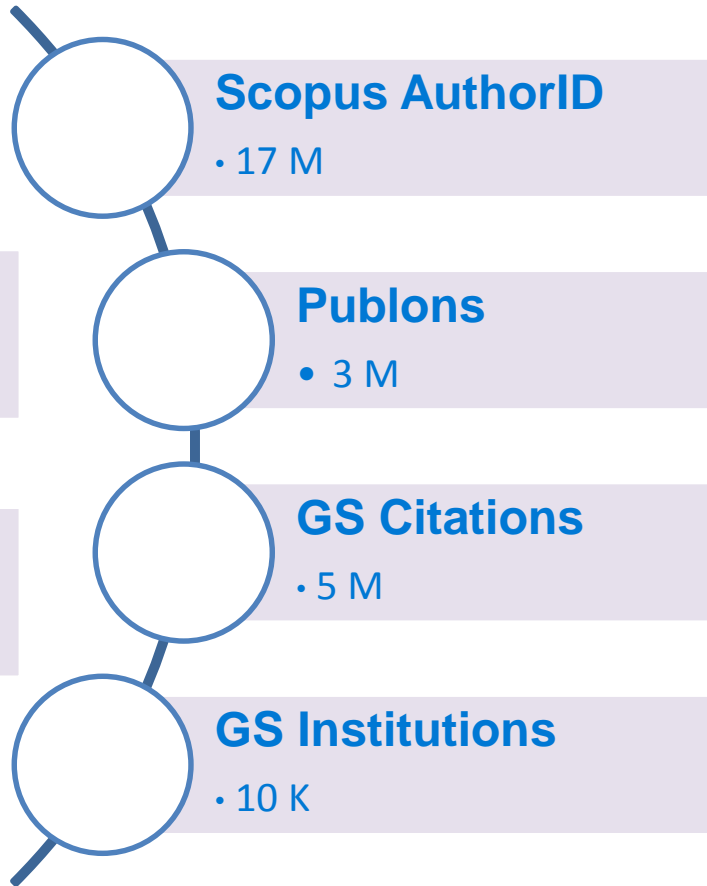 Scopus AuthorID
• 17 M
Publons
• 3 M
GS Citations
• 5 M
GS Institutions
• 10 K